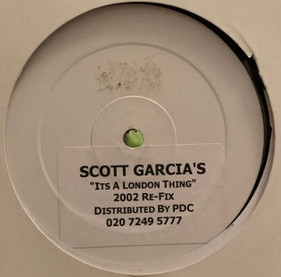 SCOTT GARCIA'S
"ITS A LONDON THING"
2002 RE-FIX
DISTRIBUTED BY PDC
020 7249 5777